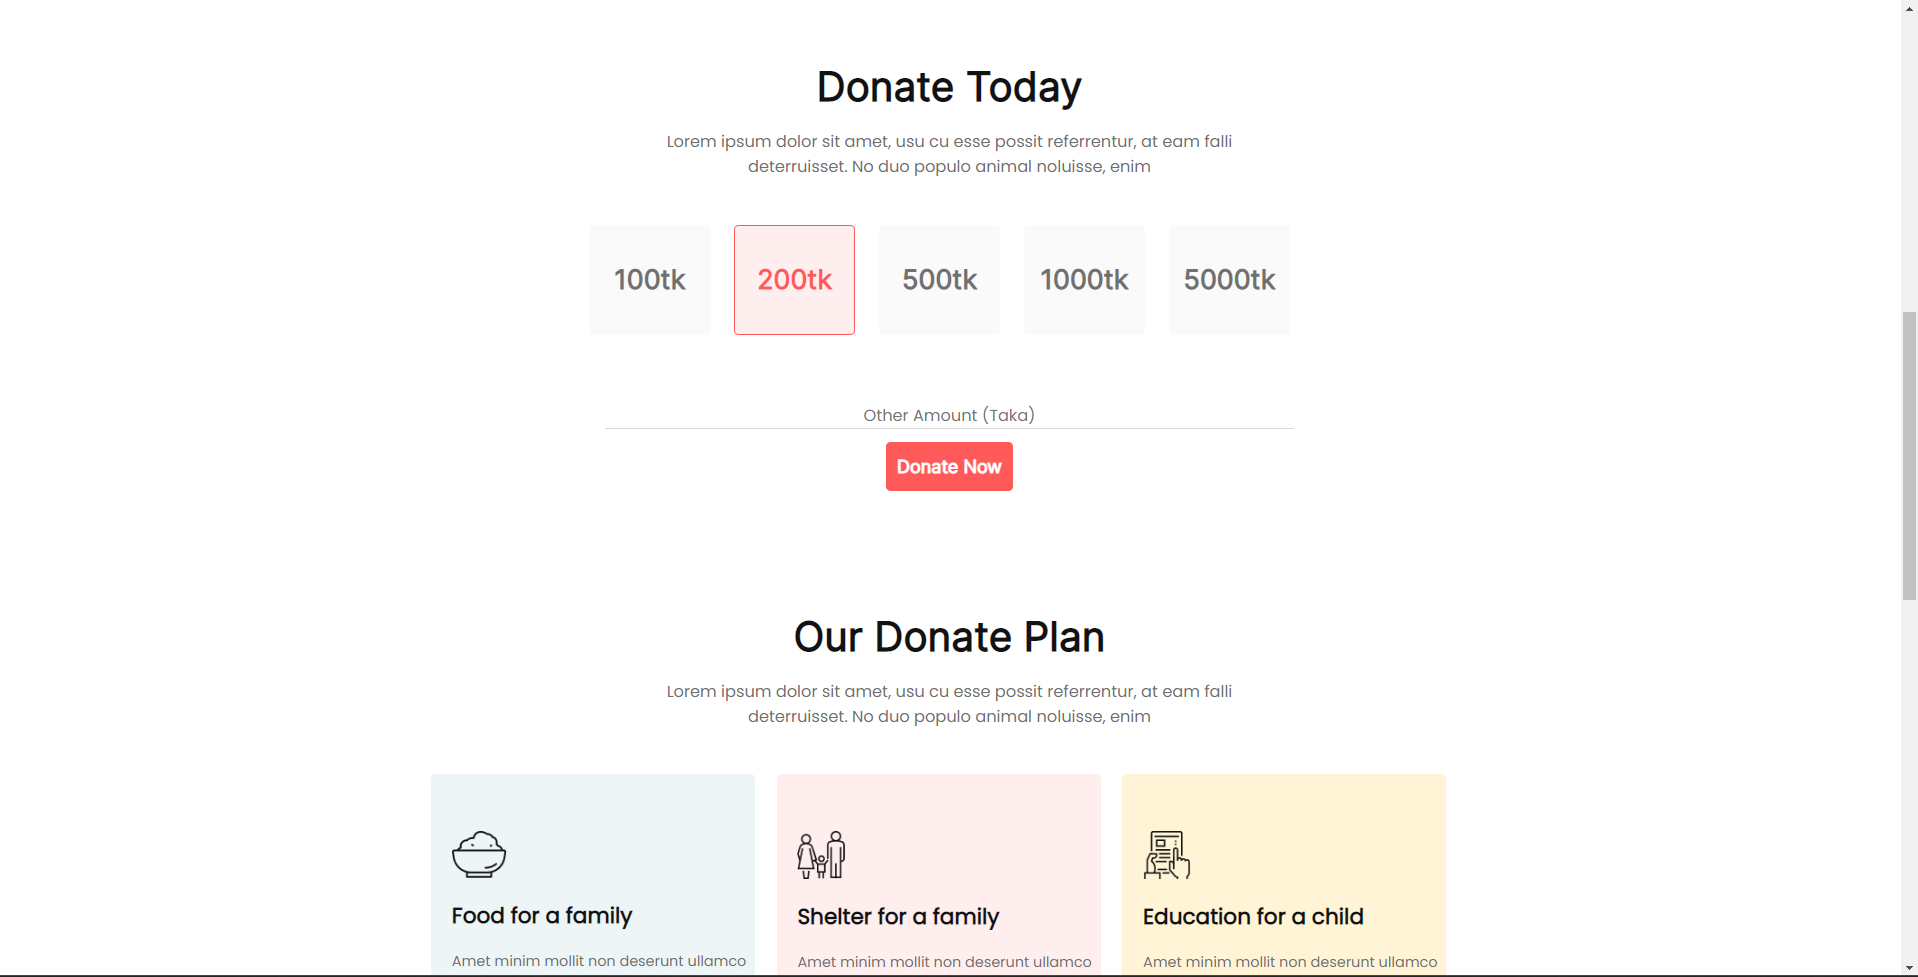 Donate Today
Lorem ipsum dolor sit amet, usu cu esse possit referrentur, at eam falli
deterruisset. No duo populo animal noluisse, enim
100tk
200tk
500tk
1000tk
5000tk
Other Amount (Taka)
Donate Now
Our Donate Plan
Lorem ipsum dolor sit amet, usu cu esse possit referrentur, at eam falli
deterruisset. No duo populo animal noluisse, enim
Food for a family
Amet minim mollit non deserunt ullamco
Shelter for a family
Amet minim mollit non deserunt ullamco
Education for a child
Amet minim mollit non deserunt ullamco